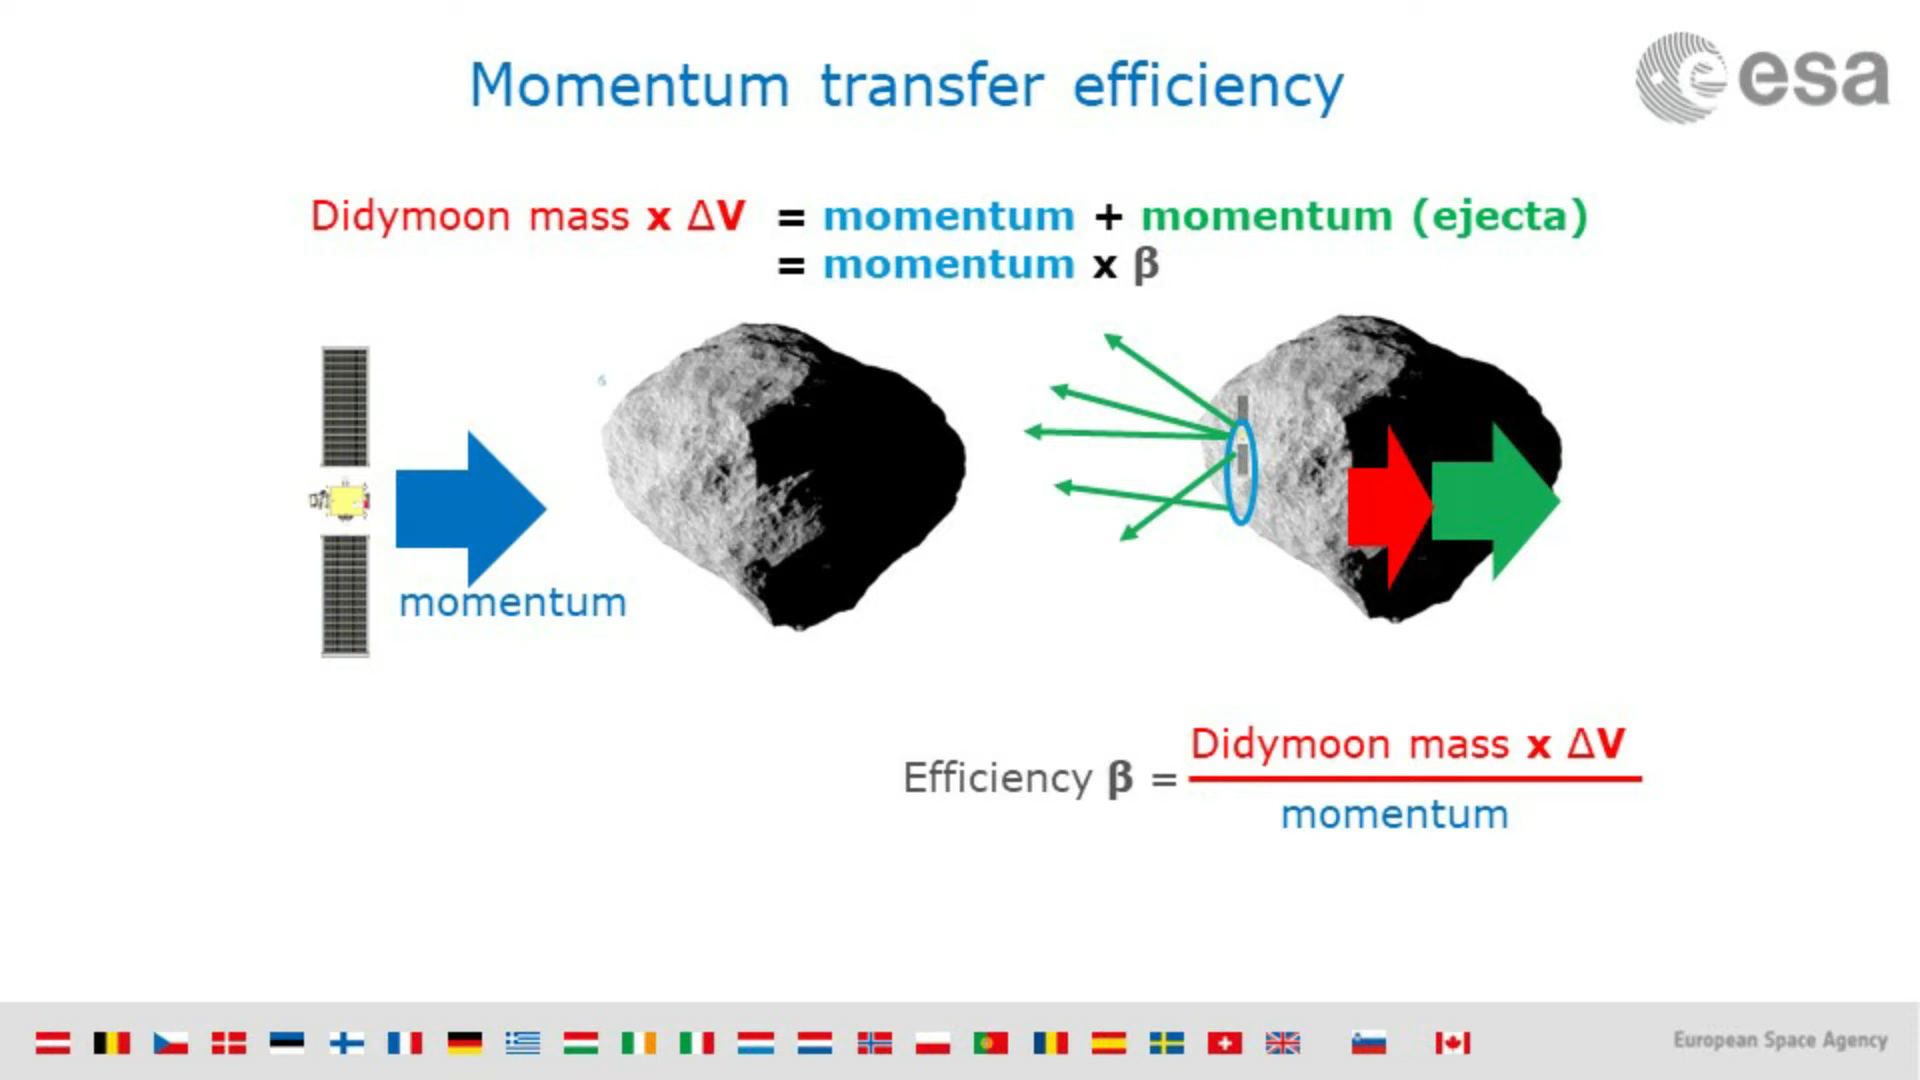 Momentum transfer efficiency
esa
Didymoon mass x ΔV = momentum + momentum (ejecta)
= momentum x β
6
momentum
Efficiency β = Didymoon mass x ΔV
momentum
European Space Agency